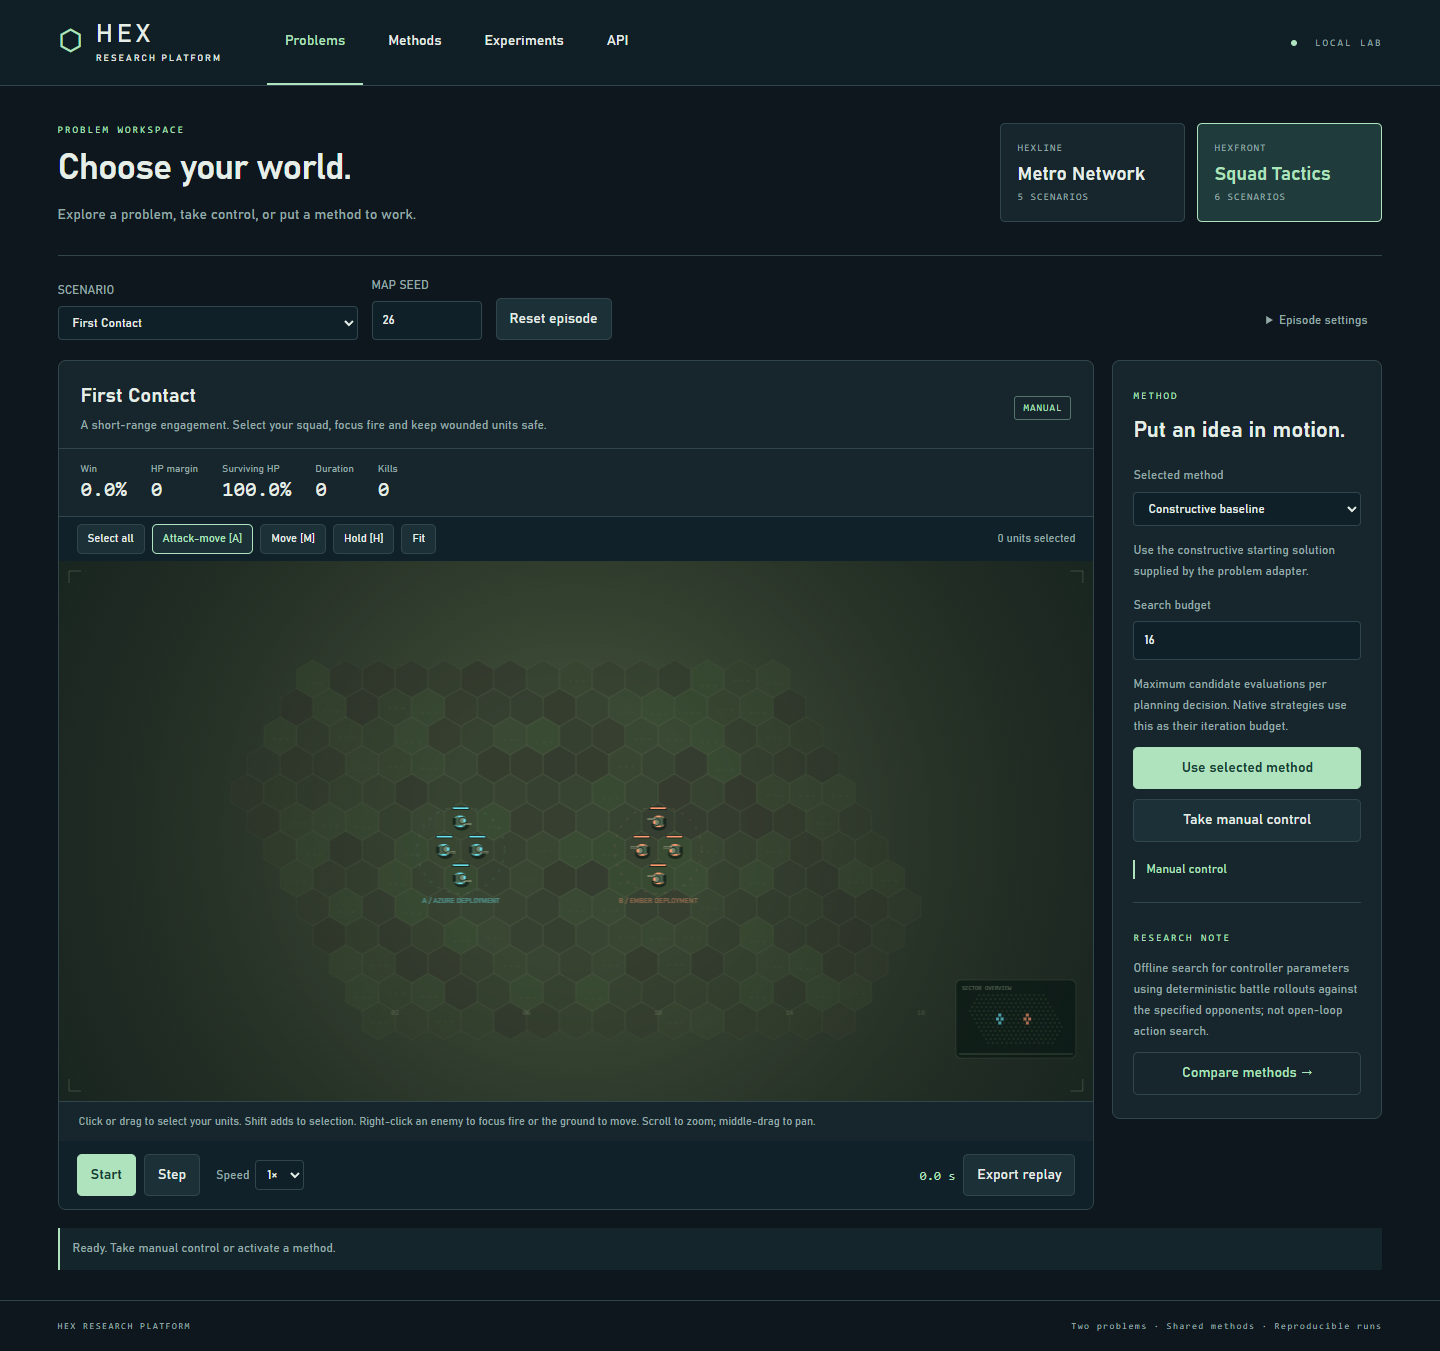 HEX
RESEARCH PLATFORM
Problems
Methods
Experiments
API
LOCAL LAB
PROBLEM WORKSPACE
Choose your world.
Explore a problem, take control, or put a method to work.
HEXLINE
Metro Network
5 SCENARIOS
HEXFRONT
Squad Tactics
6 SCENARIOS
SCENARIO
First Contact
MAP SEED
26
Reset episode
Episode settings
First Contact
A short-range engagement. Select your squad, focus fire and keep wounded units safe.
MANUAL
Win
0.0%
HP margin
0
Surviving HP
100.0%
Duration
0
Kills
0
Select all
Attack-move [A]
Move [M]
Hold [H]
Fit
0 units selected
A / AZURE DEPLOYMENT
B / EMBER DEPLOYMENT
SECTOR OVERVIEW
Click or drag to select your units. Shift adds to selection. Right-click an enemy to focus fire or the ground to move. Scroll to zoom; middle-drag to pan.
Start
Step
Speed
1×
0.0 s
Export replay
METHOD
Put an idea in motion.
Selected method
Constructive baseline
Use the constructive starting solution
supplied by the problem adapter.
Search budget
16
Maximum candidate evaluations per
planning decision. Native strategies use
this as their iteration budget.
Use selected method
Take manual control
Manual control
RESEARCH NOTE
Offline search for controller parameters
using deterministic battle rollouts against
the specified opponents; not open-loop
action search.
Compare methods →
Ready. Take manual control or activate a method.
HEX RESEARCH PLATFORM
Two problems · Shared methods · Reproducible runs